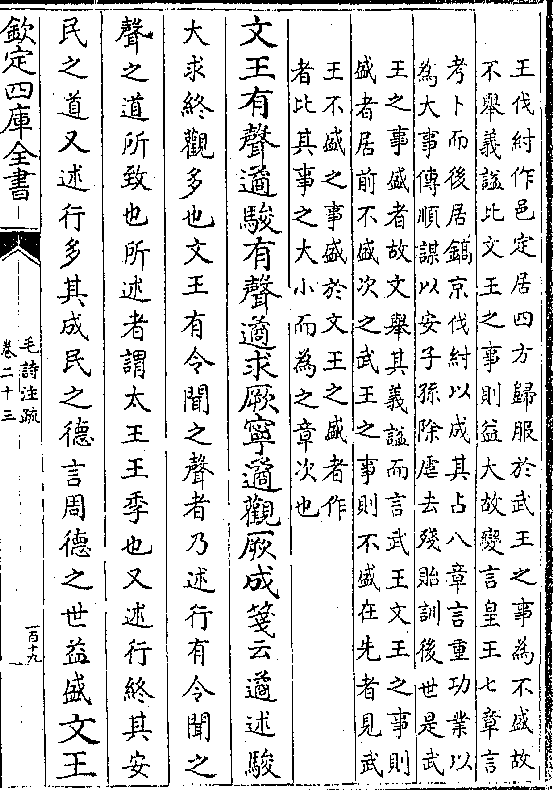 王伐紂作邑定居四方歸服於武王之事為不盛故
不舉義謚比文王之事則益大故變言皇王七章言
考卜而後居鎬京伐紂以成其占八章言重功業以
為大事傳順謀以安子孫除虐去殘貽訓後世是武
王之事盛者故文舉其義謚而言武王文王之事則
盛者居前不盛次之武王之事則不盛在先者見武
王不盛之事盛於文王之盛者作
者比其事之大小而為之章次也
文王有聲遹駿有聲遹求厥寧遹觀厥成箋云遹述駿
大求終觀多也文王有令聞之聲者乃述行有令聞之
聲之道所致也所述者謂太王王季也又述行終其安
民之道又述行多其成民之德言周德之世益盛文王
欽定四庫全書
毛詩注疏
卷二十三
一百十九